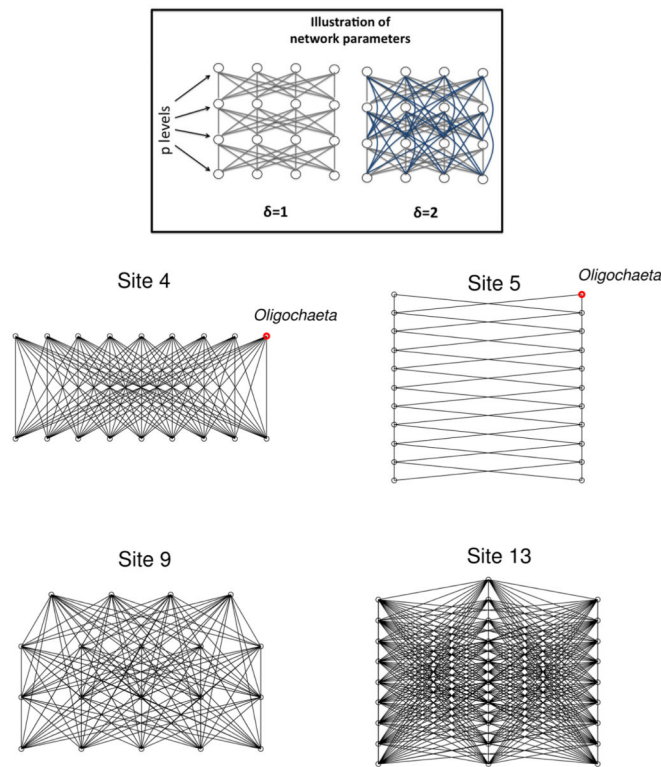 Illustration of
network parameters
p levels
δ=1
δ=2
Site 4
Oligochaeta
Site 5
Oligochaeta
Site 9
Site 13